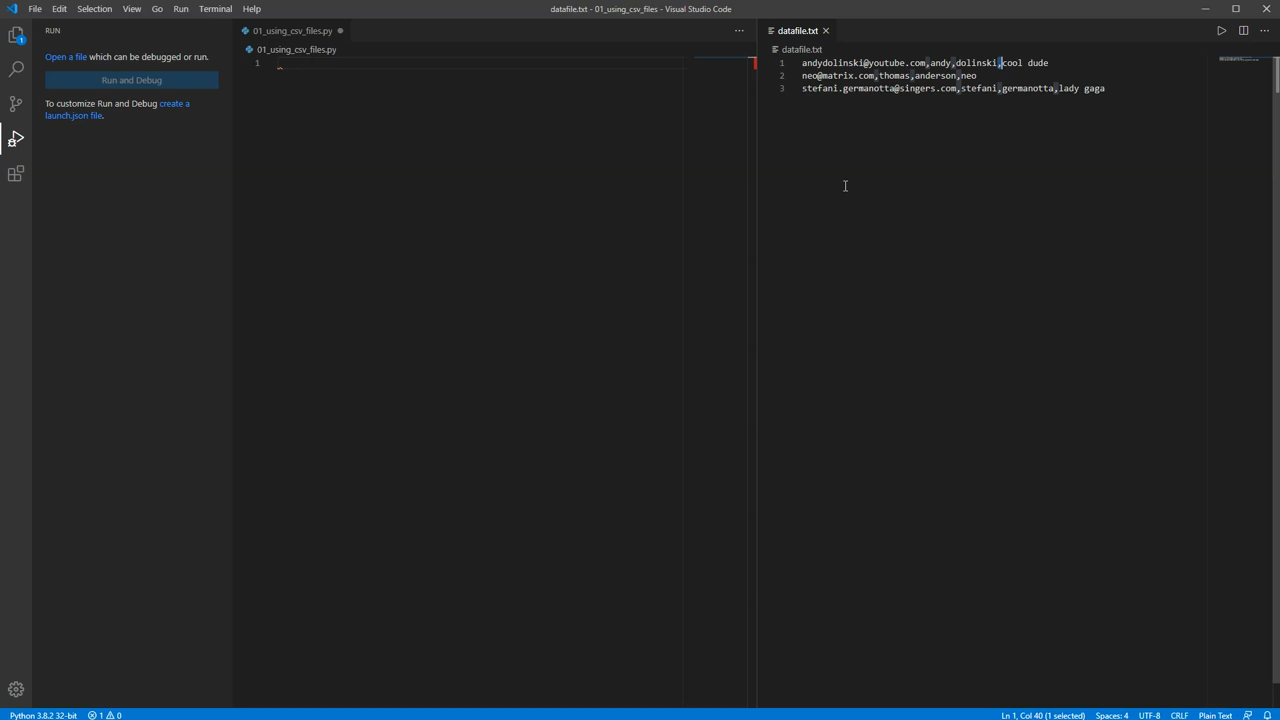 File Edit Selection View Go Run Terminal Help
datafile.txt - 01_using_csv_files.py - Visual Studio Code
RUN
Open a file which can be debugged or run.
Run and Debug
To customize Run and Debug create a
launch.json file.
01_using_csv_files.py
01_using_csv_files.py
1
datafile.txt
datafile.txt
1 andydolinski@youtube.com,andy,dolinski,cool dude
2 neo@matrix.com,thomas,anderson,neo
3 stefani.germanotta@singers.com,stefani,germanotta,lady gaga
1
Python 3.8.2 32-bit 1 0
Ln 1, Col 40 (1 selected) Spaces: 4 UTF-8 CRLF Plain Text